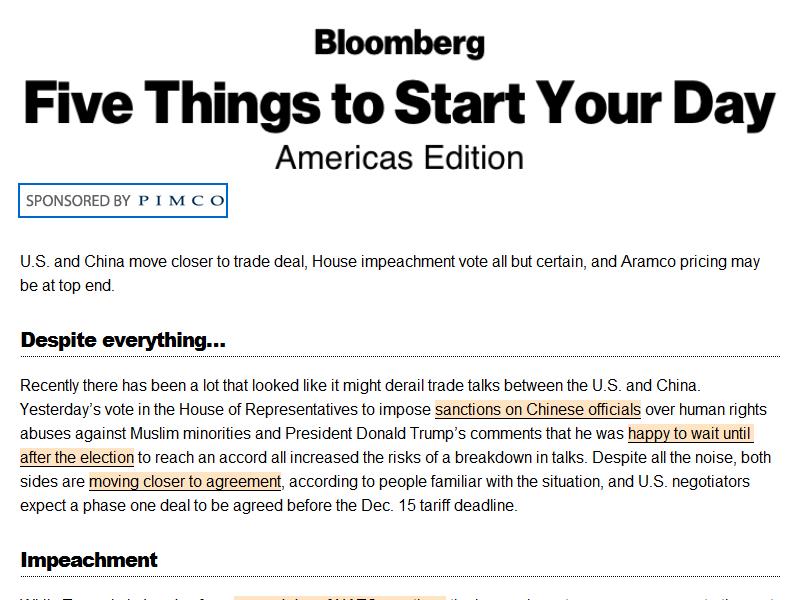 Bloomberg
Five Things to Start Your Day
Americas Edition
SPONSORED BY PIMCO
U.S. and China move closer to trade deal, House impeachment vote all but certain, and Aramco pricing may
be at top end.
Despite everything...
Recently there has been a lot that looked like it might derail trade talks between the U.S. and China.
Yesterday’s vote in the House of Representatives to impose sanctions on Chinese officials over human rights
abuses against Muslim minorities and President Donald Trump’s comments that he was happy to wait until
after the election to reach an accord all increased the risks of a breakdown in talks. Despite all the noise, both
sides are moving closer to agreement, according to people familiar with the situation, and U.S. negotiators
expect a phase one deal to be agreed before the Dec. 15 tariff deadline.
Impeachment